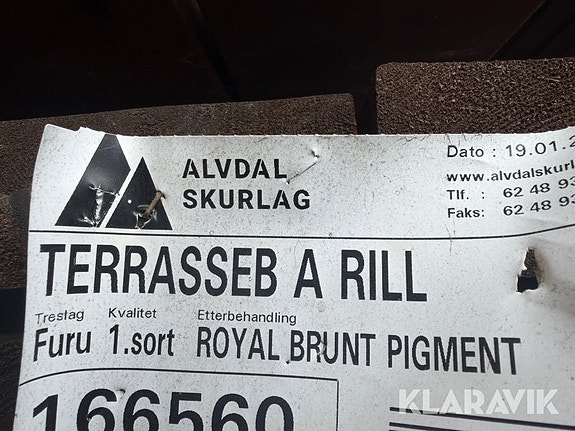 ALVDAL
SKURLAG
Dato : 19.01.2
www.alvdalskurl
Tlf. : 62 48 93
Faks: 62 48 93
TERRASSEB A RILL
Treslag Kvalitet Etterbehandling
Furu 1.sort ROYAL BRUNT PIGMENT
166560
KLARAVIK